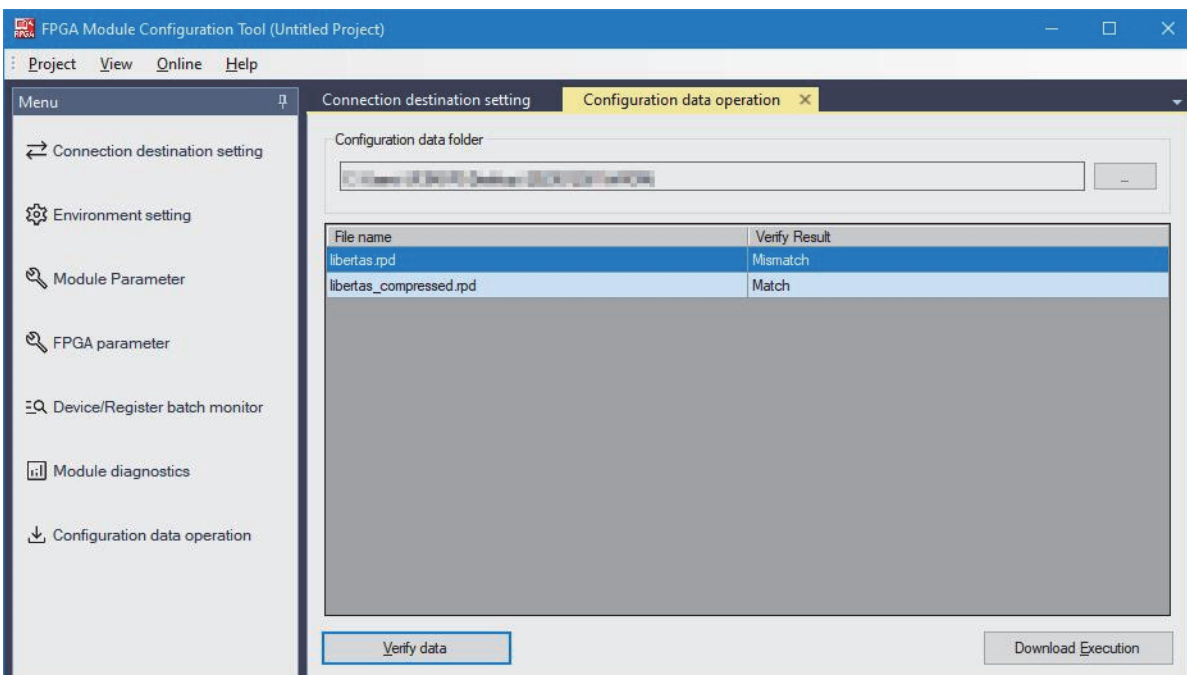 FPGA Module Configuration Tool (Untitled Project)
Project View Online Help
Menu
Connection destination setting
Environment setting
Module Parameter
FPGA parameter
Device/Register batch monitor
Module diagnostics
Configuration data operation
Connection destination setting Configuration data operation
Configuration data folder
...
File name Verify Result
libertas.rpd Mismatch
libertas_compressed.rpd Match
Verify data Download Execution